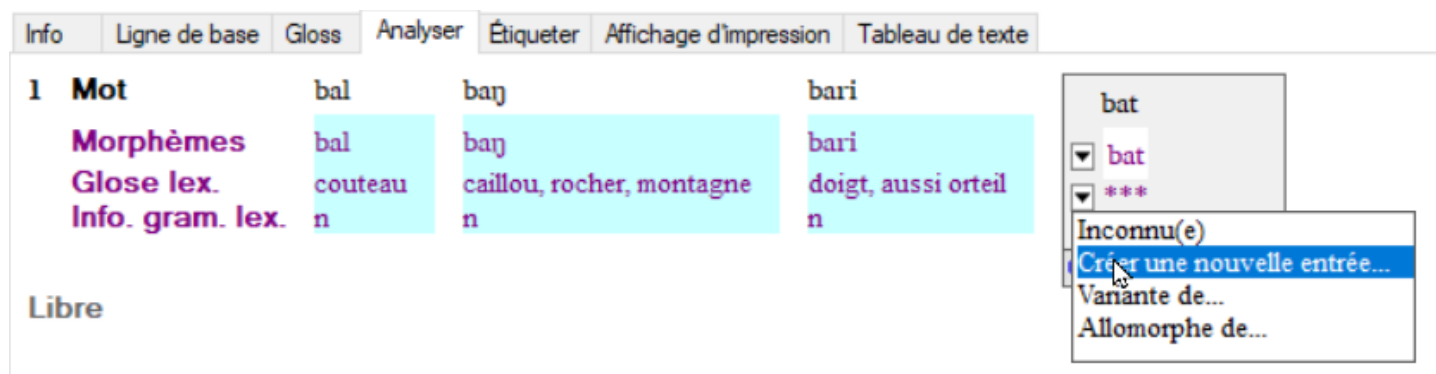 Info Ligne de base Gloss Analyser Étiqueter Affichage d'impression Tableau de texte
1 Mot bal baŋ bari bat
Morphèmes bal baŋ bari bat
Glose lex. couteau caillou, rocher, montagne doigt, aussi orteil ***
Info. gram. lex. n n n
Inconnu(e)
Créer une nouvelle entrée...
Variante de...
Allomorphe de...
Libre